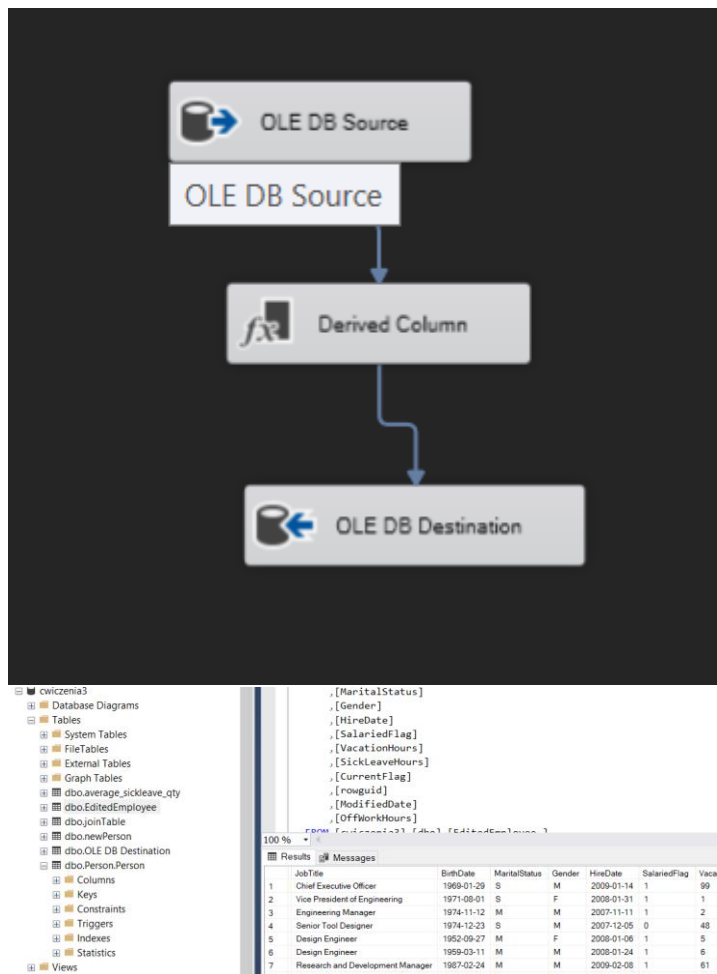 OLE DB Source
OLE DB Source
fx Derived Column
OLE DB Destination
cwiczenia3
Database Diagrams
Tables
System Tables
FileTables
External Tables
Graph Tables
dbo.average_sickleave_qty
dbo.EditedEmployee
dbo.joinTable
dbo.newPerson
dbo.OLE DB Destination
dbo.Person.Person
Columns
Keys
Constraints
Triggers
Indexes
Statistics
Views
,[MaritalStatus]
,[Gender]
,[HireDate]
,[SalariedFlag]
,[VacationHours]
,[SickLeaveHours]
,[CurrentFlag]
,[rowguid]
,[ModifiedDate]
,[OffWorkHours]
FROM [cwiczenia3].[dbo].[EditedEmployee ]
100 %
Results Messages
JobTitle BirthDate MaritalStatus Gender HireDate SalariedFlag Vaca
1 Chief Executive Officer 1969-01-29 S M 2009-01-14 1 99
2 Vice President of Engineering 1971-08-01 S F 2008-01-31 1 1
3 Engineering Manager 1974-11-12 M M 2007-11-11 1 2
4 Senior Tool Designer 1974-12-23 S M 2007-12-05 0 48
5 Design Engineer 1952-09-27 M F 2008-01-06 1 5
6 Design Engineer 1959-03-11 M M 2008-01-24 1 6
7 Research and Development Manager 1987-02-24 M M 2009-02-08 1 61